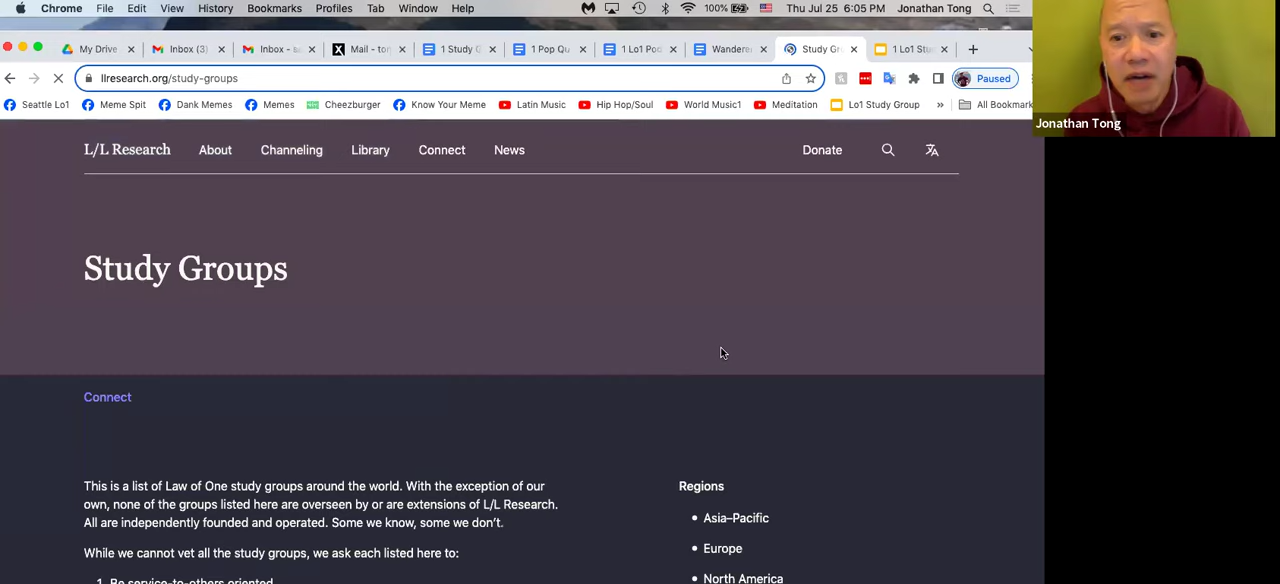 Chrome File Edit View History Bookmarks Profiles Tab Window Help 100% Thu Jul 25 6:05 PM Jonathan Tong
My Drive Inbox (3) Inbox - Mail - 1 Study G 1 Pop Qu 1 Lo1 Pod Wandere Study Gr 1 Lo1 Stu
llresearch.org/study-groups Paused
Seattle Lo1 Meme Spit Dank Memes Memes Cheezburger Know Your Meme Latin Music Hip Hop/Soul World Music1 Meditation Lo1 Study Group » All Bookmark
Jonathan Tong
L/L Research About Channeling Library Connect News Donate
Study Groups
Connect
This is a list of Law of One study groups around the world. With the exception of our
own, none of the groups listed here are overseen by or are extensions of L/L Research.
All are independently founded and operated. Some we know, some we don't.
While we cannot vet all the study groups, we ask each listed here to:
1. Be service-to-others oriented
Regions
• Asia–Pacific
• Europe
• North America